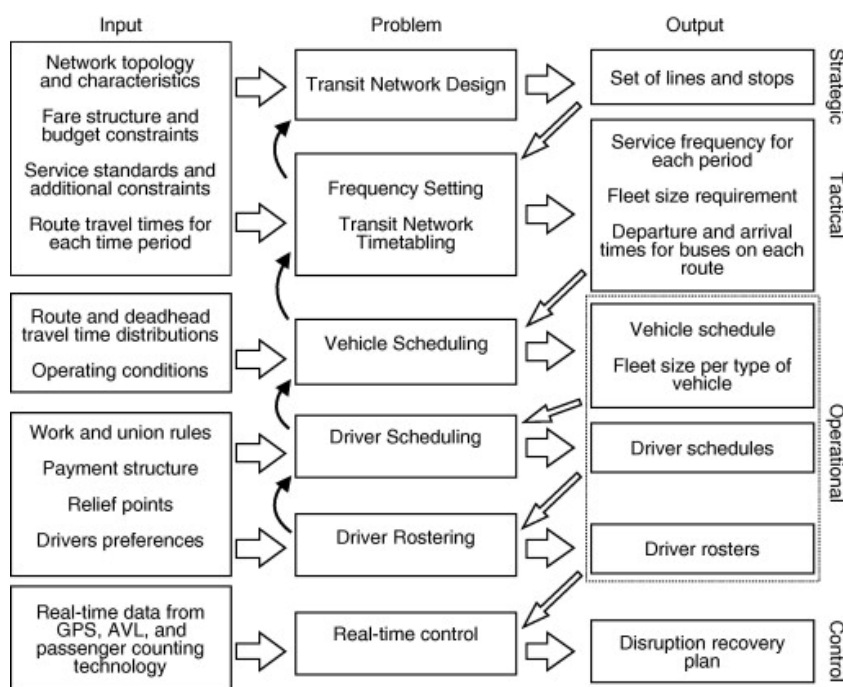 Input
Problem
Output
Network topology
and characteristics
Fare structure and
budget constraints
Service standards and
additional constraints
Route travel times for
each time period
Transit Network Design
Set of lines and stops
Strategic
Frequency Setting
Transit Network
Timetabling
Service frequency for
each period
Fleet size requirement
Departure and arrival
times for buses on each
route
Tactical
Route and deadhead
travel time distributions
Operating conditions
Vehicle Scheduling
Vehicle schedule
Fleet size per type of
vehicle
Work and union rules
Payment structure
Relief points
Drivers preferences
Driver Scheduling
Driver schedules
Driver Rostering
Driver rosters
Operational
Real-time data from
GPS, AVL, and
passenger counting
technology
Real-time control
Disruption recovery
plan
Control